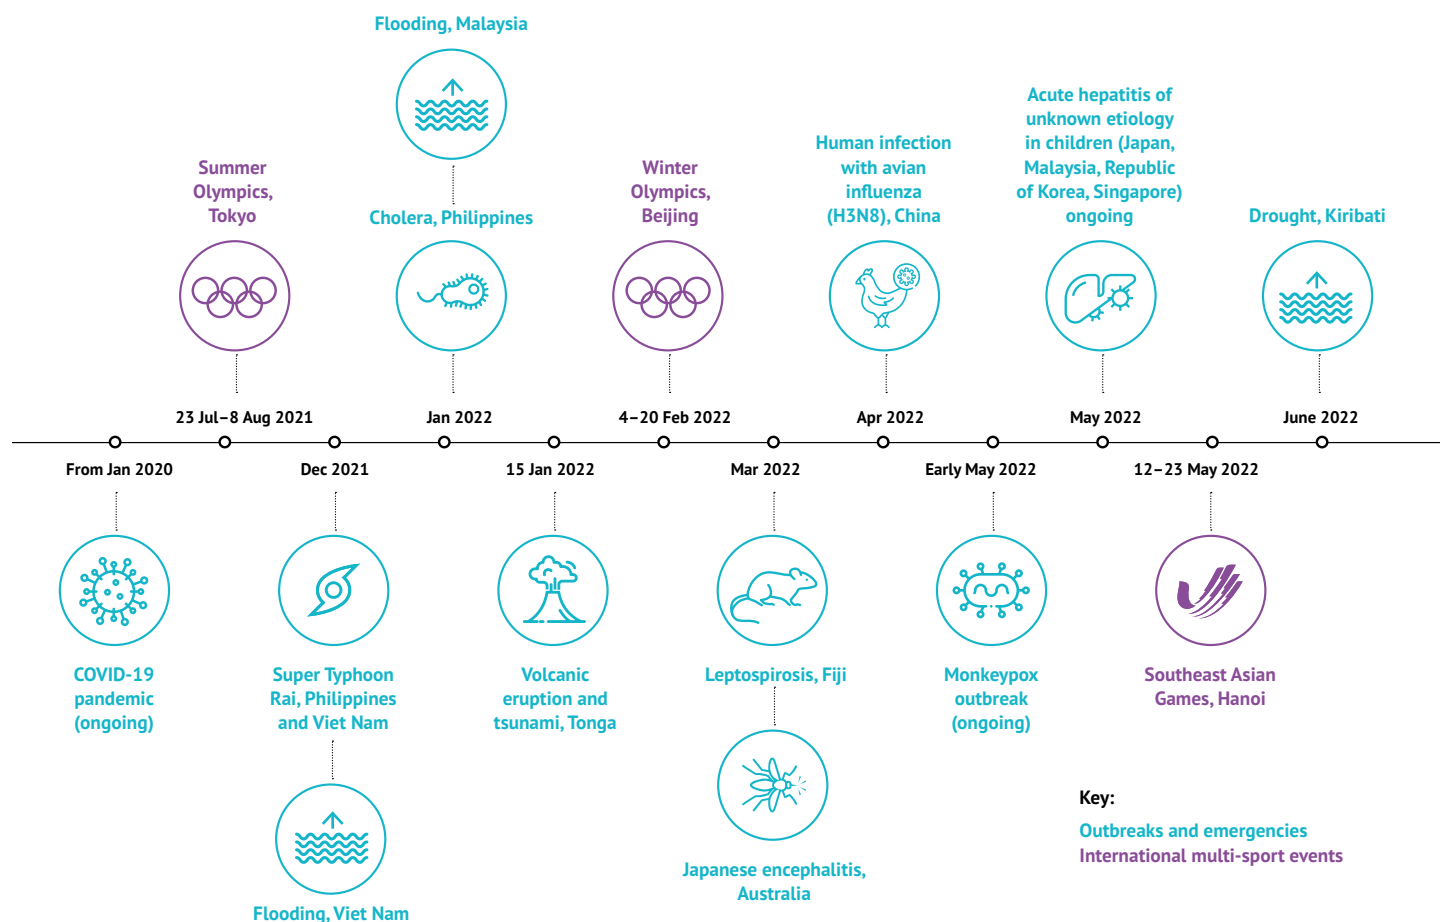 Flooding, Malaysia
Summer
Olympics,
Tokyo
Cholera, Philippines
Winter
Olympics,
Beijing
Human infection
with avian
influenza
(H3N8), China
Acute hepatitis of
unknown etiology
in children (Japan,
Malaysia, Republic
of Korea, Singapore)
ongoing
Drought, Kiribati
23 Jul–8 Aug 2021
Jan 2022
4–20 Feb 2022
Apr 2022
May 2022
June 2022
From Jan 2020
Dec 2021
15 Jan 2022
Mar 2022
Early May 2022
12–23 May 2022
COVID-19
pandemic
(ongoing)
Super Typhoon
Rai, Philippines
and Viet Nam
Volcanic
eruption and
tsunami, Tonga
Leptospirosis, Fiji
Monkeypox
outbreak
(ongoing)
Southeast Asian
Games, Hanoi
Flooding, Viet Nam
Japanese encephalitis,
Australia
Key:
Outbreaks and emergencies
International multi-sport events